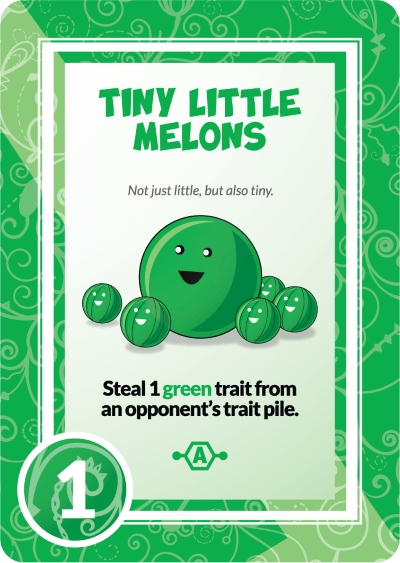 TINY LITTLE
MELONS
Not just little, but also tiny.
Steal 1 green trait from
an opponent's trait pile.
A
1